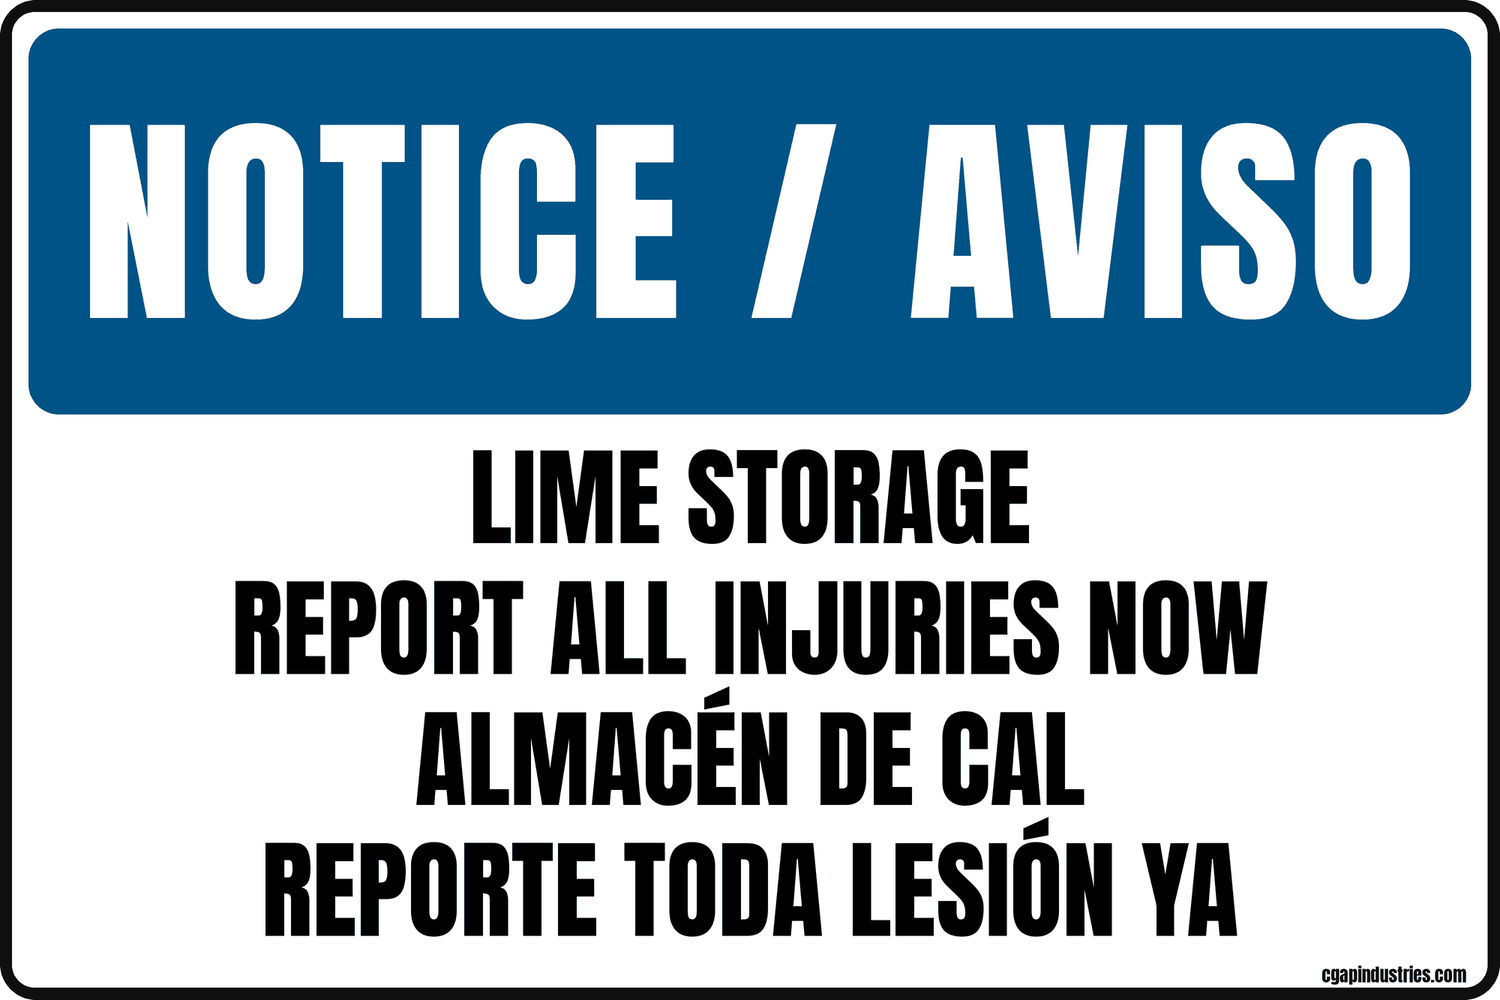 NOTICE / AVISO
LIME STORAGE
REPORT ALL INJURIES NOW
ALMACÉN DE CAL
REPORTE TODA LESIÓN YA
cgapindustries.com